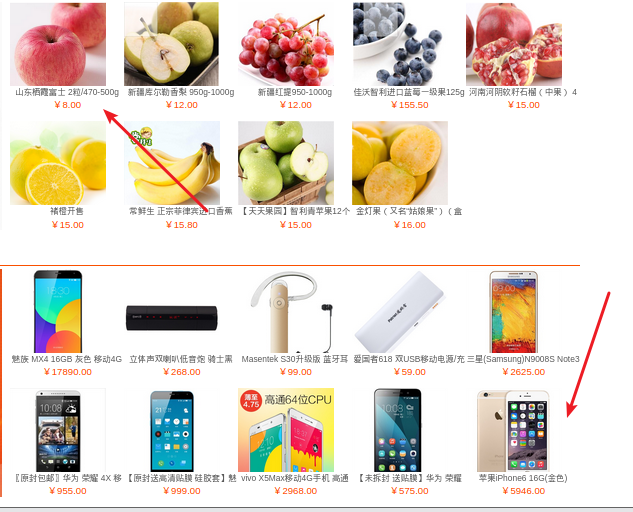 山东栖霞富士 2粒/470-500g
￥8.00
新疆库尔勒香梨 950g-1000g
￥12.00
新疆红提950-1000g
￥12.00
佳沃智利进口蓝莓一级果125g
￥155.50
河南河阴软籽石榴（中果）4
￥15.00
褚橙开售
￥15.00
常鲜生 正宗菲律宾进口香蕉
￥15.80
【天天果园】智利青苹果12个
￥15.00
金灯果（又名“姑娘果”）（盒
￥16.00
魅族 MX4 16GB 灰色 移动4G
￥17890.00
立体声双喇叭低音炮 骑士黑
￥268.00
Masentek S30升级版 蓝牙耳
￥99.00
爱国者618 双USB移动电源/充
￥59.00
三星(Samsung)N9008S Note3
￥2625.00
薄至
4.75
高通64位CPU
〖原封包邮〗华为 荣耀 4X 移
￥955.00
【原封送高清贴膜 硅胶套】魅
￥999.00
vivo X5Max移动4G手机 高通
￥2968.00
【未拆封 送贴膜】华为 荣耀
￥575.00
苹果iPhone6 16G(金色)
￥5946.00